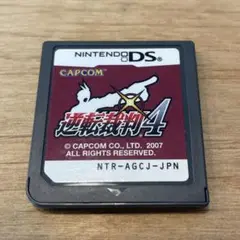 NINTENDO DS
CAPCOM
逆転裁判4
© CAPCOM CO., LTD. 2007
ALL RIGHTS RESERVED.
NTR-AGCJ-JPN